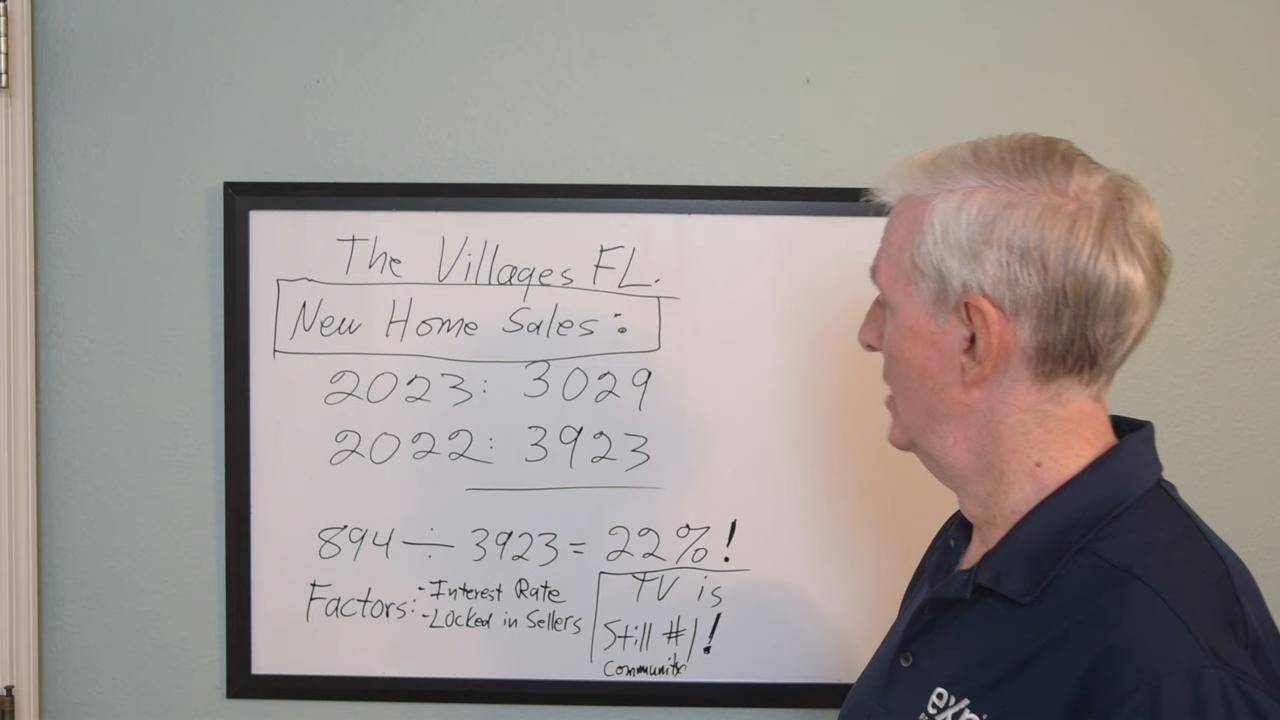 The Villages FL.
New Home Sales:
2023: 3029
2022: 3923
894 ÷ 3923 = 22%!
Factors: - Interest Rate
- Locked in Sellers
TV is
Still #1!
Community
exp